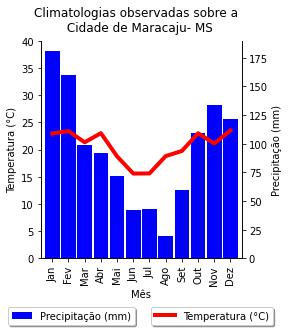 Climatologias observadas sobre a
Cidade de Maracaju- MS
40
35
30
25
20
15
10
5
0
Temperatura (°C)
175
150
125
100
75
50
25
0
Precipitação (mm)
Jan Fev Mar Abr Mai Jun Jul Ago Set Out Nov Dez
Mês
Precipitação (mm) Temperatura (°C)